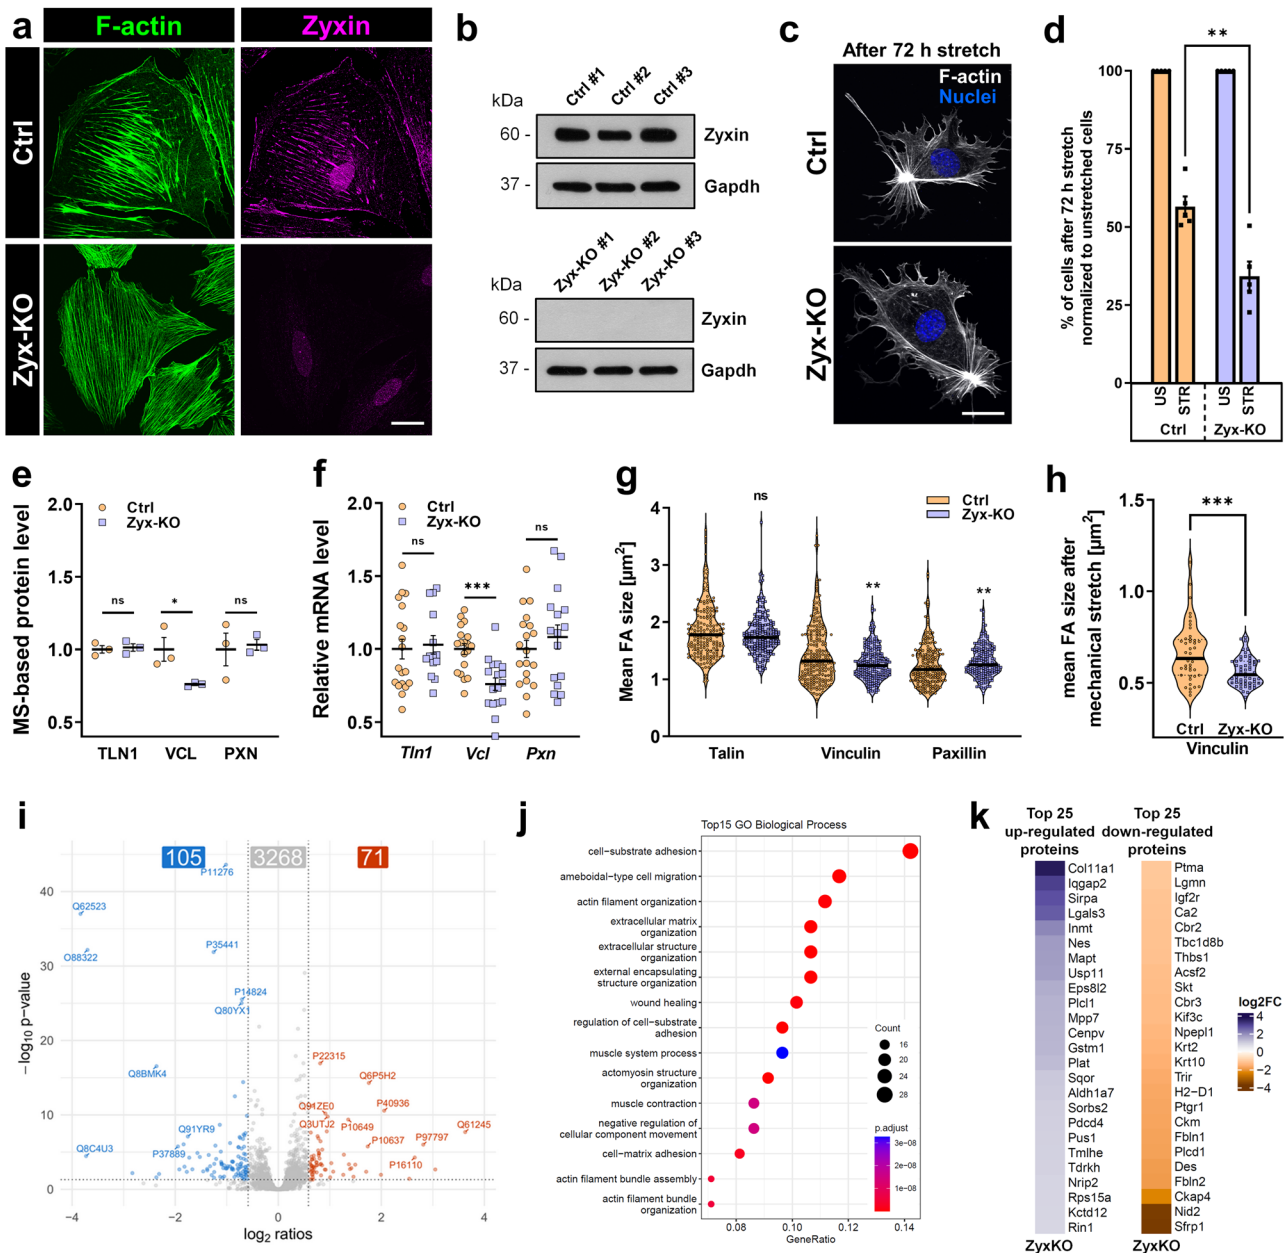 a
F-actin
Zyxin
Ctrl
Zyx-KO
b
Ctrl #1
Ctrl #2
Ctrl #3
kDa
60 -
Zyxin
37 -
Gapdh
Zyx-KO #1
Zyx-KO #2
Zyx-KO #3
kDa
60 -
Zyxin
37 -
Gapdh
c
After 72 h stretch
F-actin
Nuclei
Ctrl
Zyx-KO
d
**
% of cells after 72 h stretch
normalized to unstretched cells
100
75
50
25
0
US
STR
US
STR
Ctrl
Zyx-KO
e
MS-based protein level
2.0
1.5
1.0
0.5
Ctrl
Zyx-KO
ns
*
ns
TLN1
VCL
PXN
f
Relative mRNA level
2.0
1.5
1.0
0.5
Ctrl
Zyx-KO
ns
***
ns
Tln1
Vcl
Pxn
g
Mean FA size [µm²]
4
3
2
1
0
ns
**
**
Ctrl
Zyx-KO
Talin
Vinculin
Paxillin
h
mean FA size after
mechanical stretch [µm²]
1.5
1.0
0.5
***
Ctrl
Zyx-KO
Vinculin
i
105
3268
71
P11276
Q62523
O88322
P35441
P14824
Q80YX1
Q8BMK4
Q91YR9
Q8C4U3
P37889
P22315
Q6P5H2
Q91ZE0
P40936
Q3UTJ2
P10649
Q61245
P10637
P97797
P16110
−log10 p−value
40
30
20
10
0
−4
−2
0
2
4
log2 ratios
j
Top15 GO Biological Process
cell−substrate adhesion
ameboidal−type cell migration
actin filament organization
extracellular matrix
organization
extracellular structure
organization
external encapsulating
structure organization
wound healing
regulation of cell−substrate
adhesion
muscle system process
actomyosin structure
organization
muscle contraction
negative regulation of
cellular component movement
cell−matrix adhesion
actin filament bundle assembly
actin filament bundle
organization
0.08
0.10
0.12
0.14
GeneRatio
Count
16
20
24
28
p.adjust
3e−08
2e−08
1e−08
k
Top 25
up-regulated
proteins
Top 25
down-regulated
proteins
Col11a1
Iqgap2
Sirpa
Lgals3
Inmt
Nes
Mapt
Usp11
Eps8l2
Plcl1
Mpp7
Cenpv
Gstm1
Plat
Sqor
Aldh1a7
Sorbs2
Pdcd4
Pus1
Tmlhe
Tdrkh
Nrip2
Rps15a
Kctd12
Rin1
ZyxKO
Ptma
Lgmn
Igf2r
Ca2
Cbr2
Tbc1d8b
Thbs1
Acsf2
Skt
Cbr3
Kif3c
Npepl1
Krt2
Krt10
Trir
H2-D1
Ptgr1
Ckm
Fbln1
Plcd1
Des
Fbln2
Ckap4
Nid2
Sfrp1
ZyxKO
log2FC
4
2
0
−2
−4